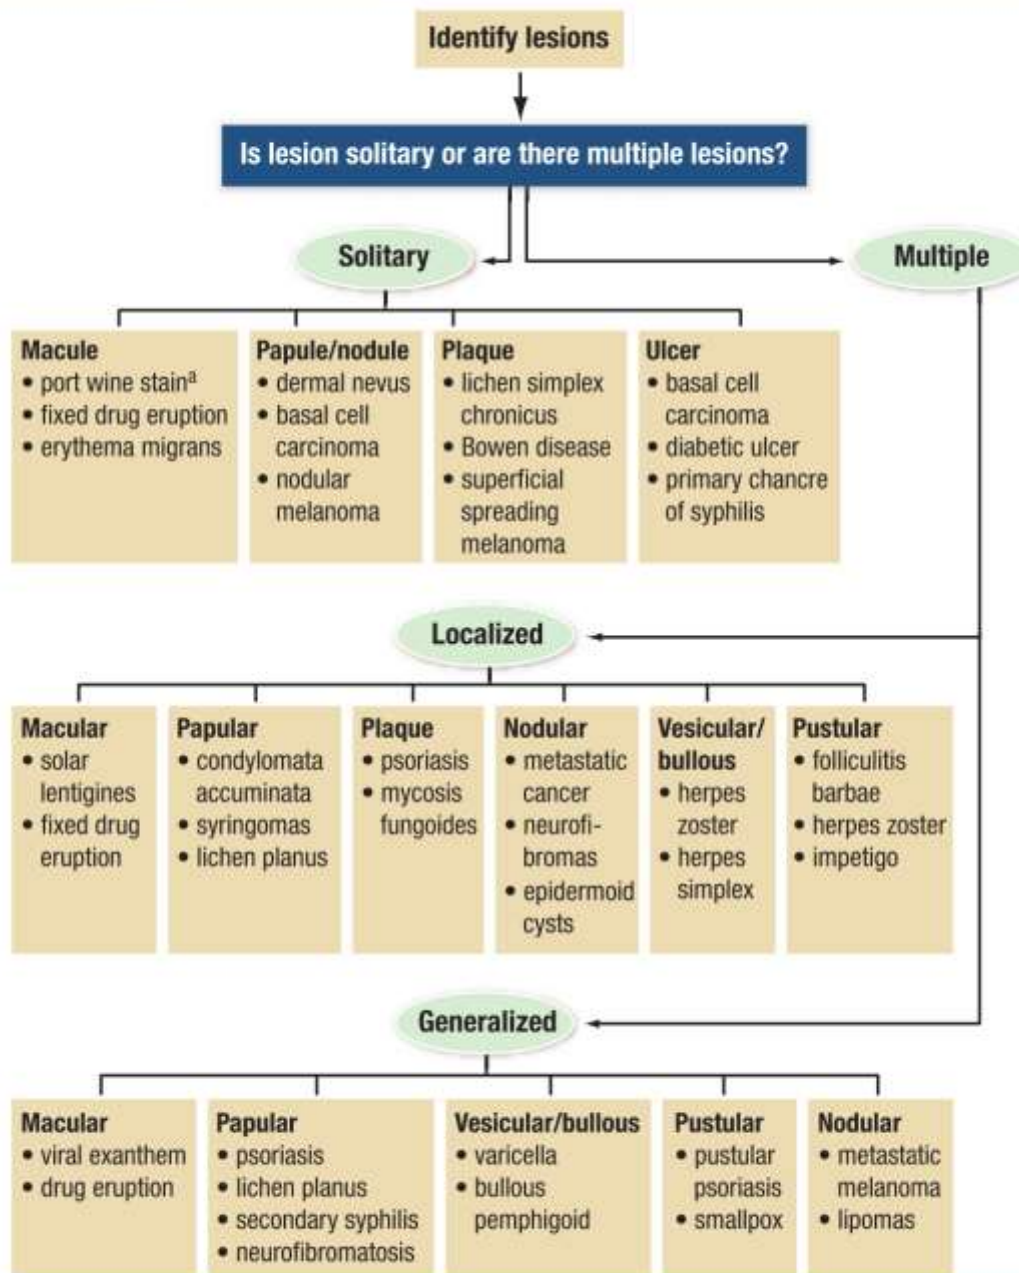 Identify lesions
Is lesion solitary or are there multiple lesions?
Solitary
Multiple
Macule
• port wine stainᵃ
• fixed drug eruption
• erythema migrans
Papule/nodule
• dermal nevus
• basal cell
carcinoma
• nodular
melanoma
Plaque
• lichen simplex
chronicus
• Bowen disease
• superficial
spreading
melanoma
Ulcer
• basal cell
carcinoma
• diabetic ulcer
• primary chancre
of syphilis
Localized
Macular
• solar
lentigines
• fixed drug
eruption
Papular
• condylomata
accuminata
• syringomas
• lichen planus
Plaque
• psoriasis
• mycosis
fungoides
Nodular
• metastatic
cancer
• neurofi-
bromas
• epidermoid
cysts
Vesicular/
bullous
• herpes
zoster
• herpes
simplex
Pustular
• folliculitis
barbae
• herpes zoster
• impetigo
Generalized
Macular
• viral exanthem
• drug eruption
Papular
• psoriasis
• lichen planus
• secondary syphilis
• neurofibromatosis
Vesicular/bullous
• varicella
• bullous
pemphigoid
Pustular
• pustular
psoriasis
• smallpox
Nodular
• metastatic
melanoma
• lipomas